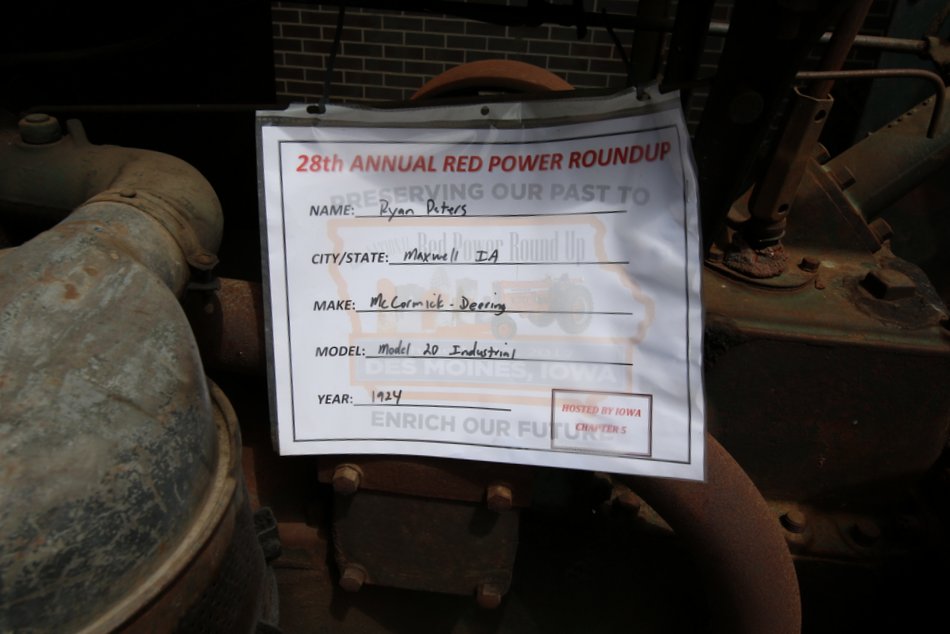 28th ANNUAL RED POWER ROUNDUP
PRESERVING OUR PAST TO
NAME: Ryan Peters
NATIONAL Red Power Round Up
CITY/STATE: Maxwell IA
MAKE: McCormick - Deering
MODEL: Model 20 Industrial
2017
DES MOINES, IOWA
YEAR: 1924
HOSTED BY IOWA
CHAPTER 5
ENRICH OUR FUTURE